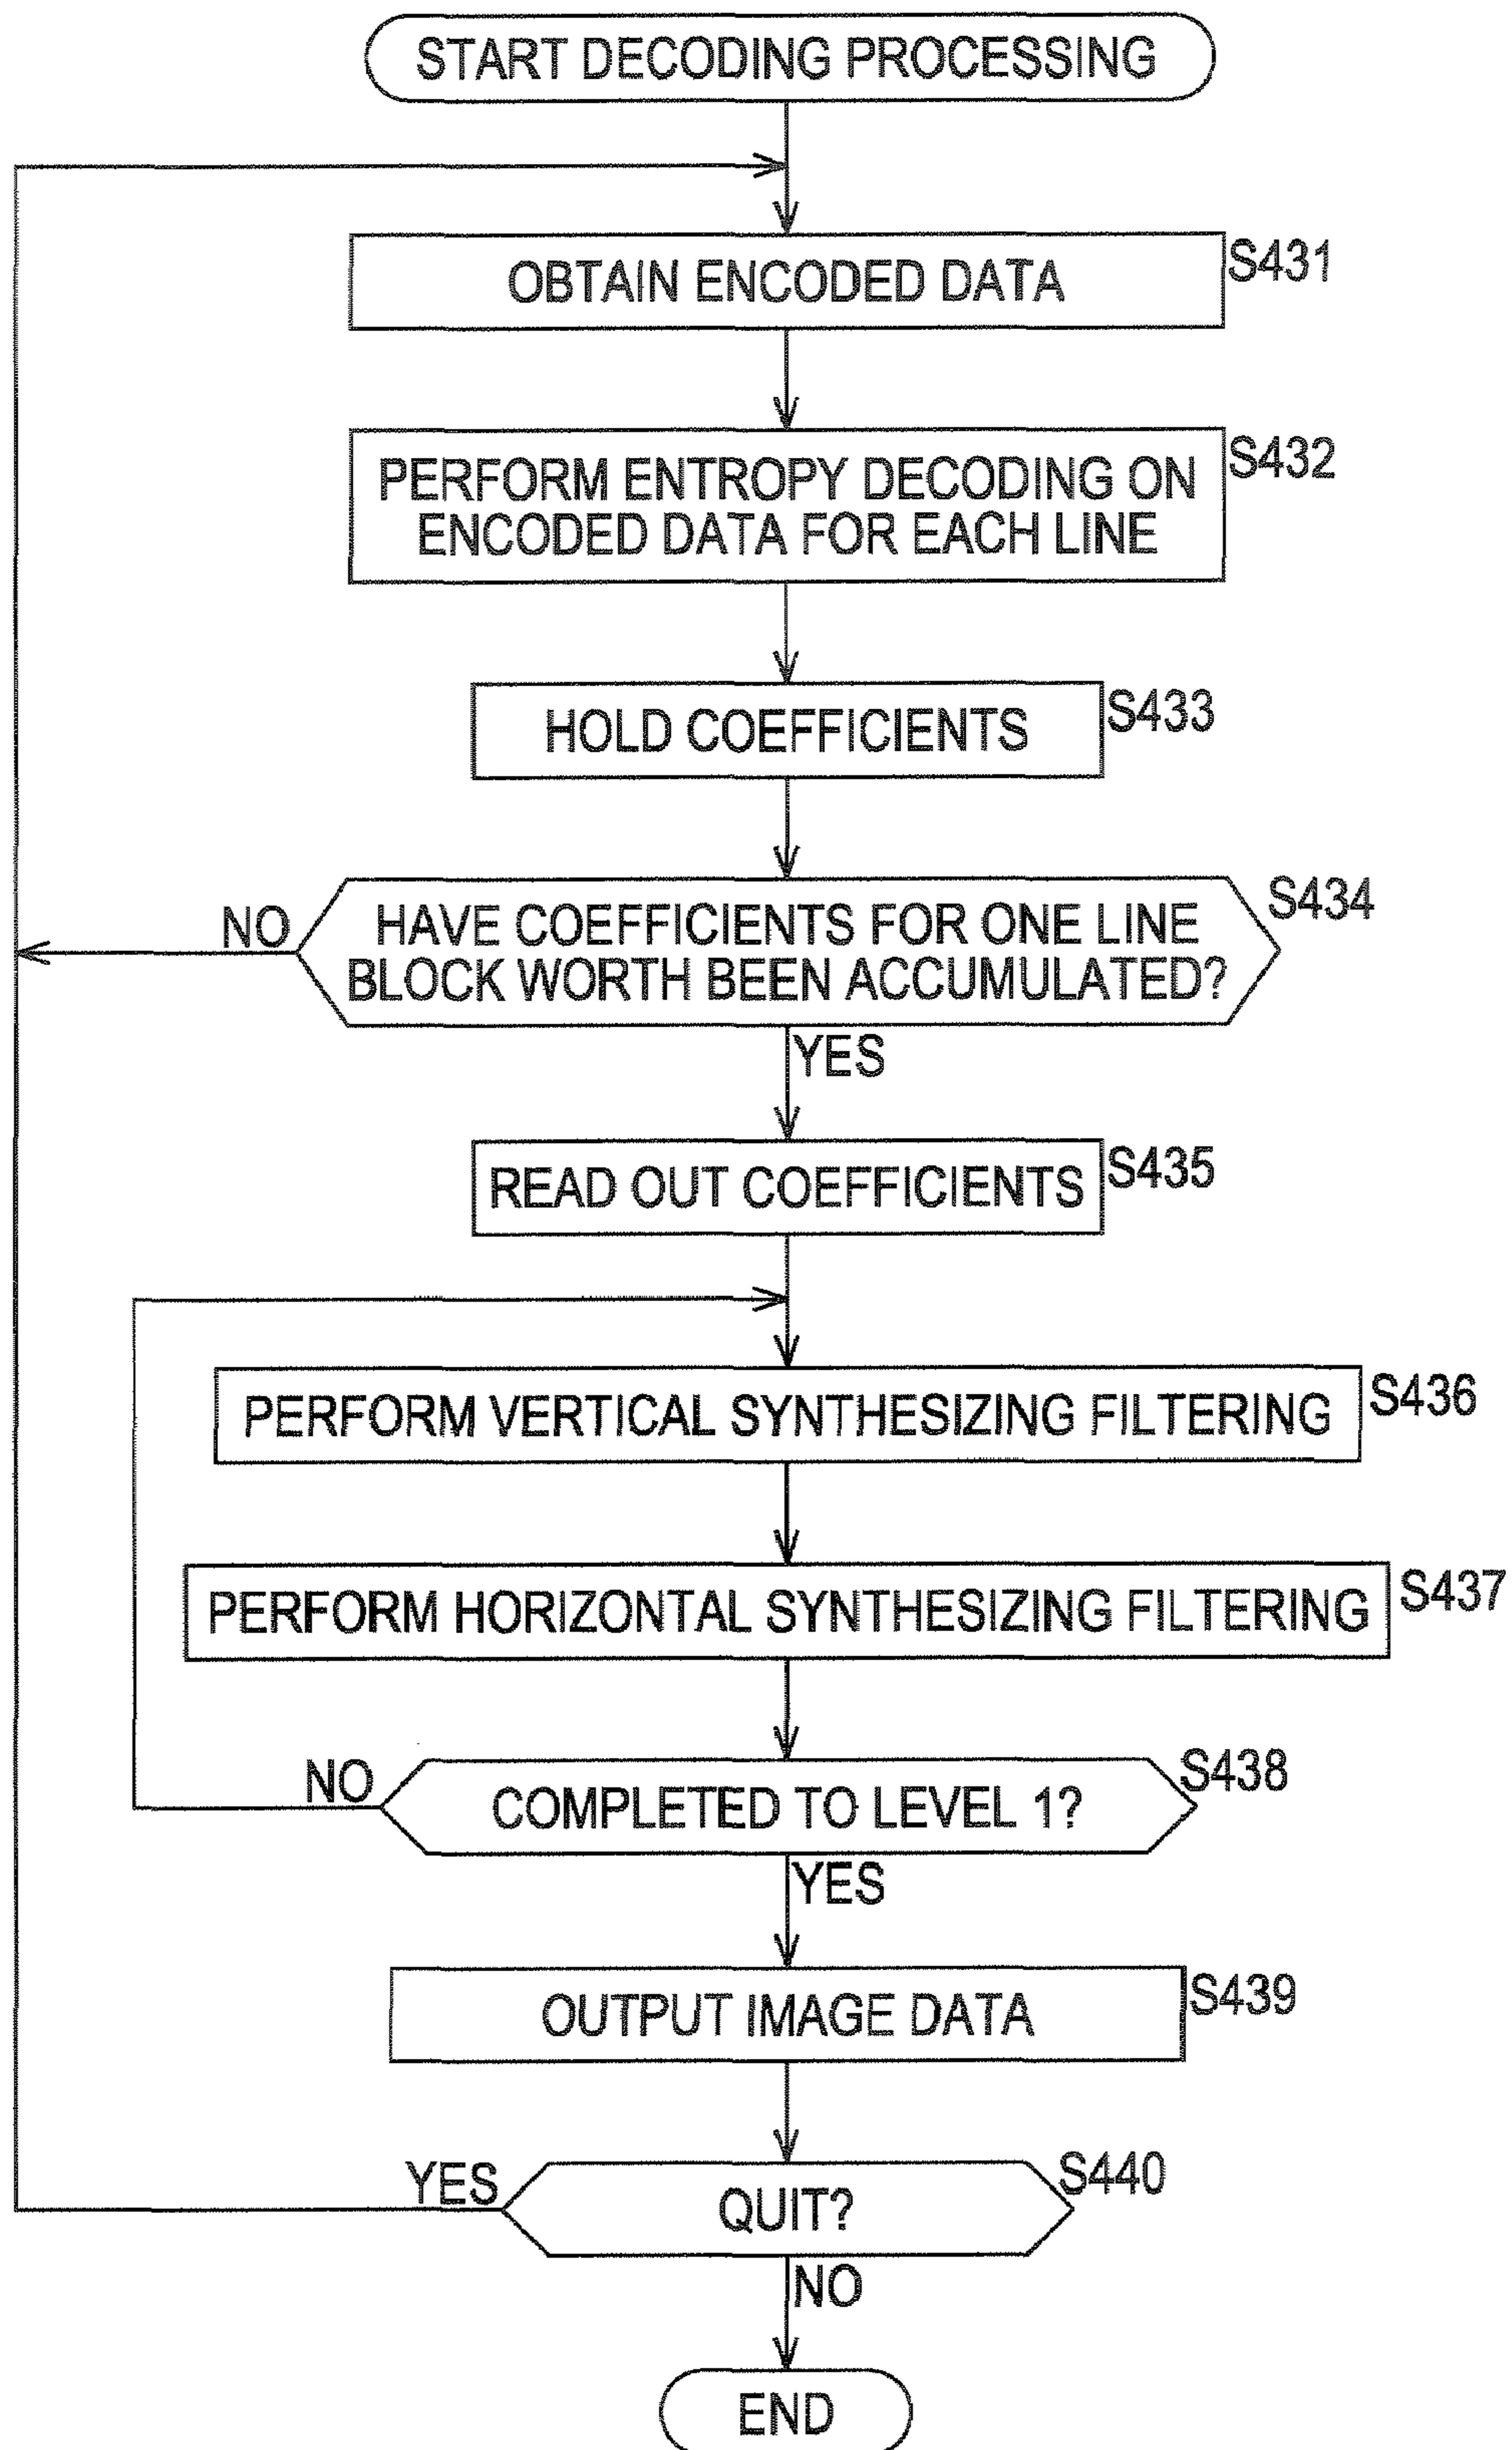 START DECODING PROCESSING
OBTAIN ENCODED DATA
S431
PERFORM ENTROPY DECODING ON
ENCODED DATA FOR EACH LINE
S432
HOLD COEFFICIENTS
S433
HAVE COEFFICIENTS FOR ONE LINE
BLOCK WORTH BEEN ACCUMULATED?
S434
NO
YES
READ OUT COEFFICIENTS
S435
PERFORM VERTICAL SYNTHESIZING FILTERING
S436
PERFORM HORIZONTAL SYNTHESIZING FILTERING
S437
NO
COMPLETED TO LEVEL 1?
S438
YES
OUTPUT IMAGE DATA
S439
YES
QUIT?
S440
NO
END